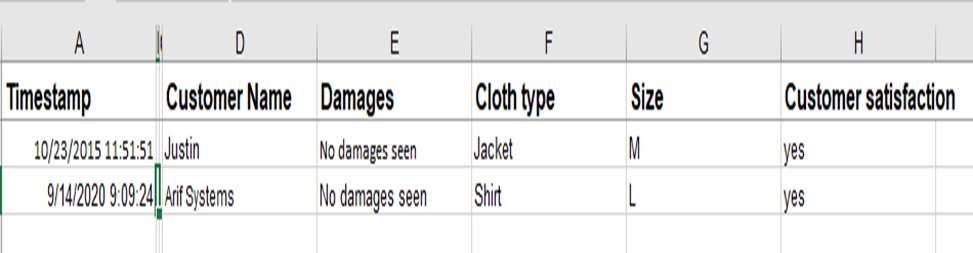 A D E F G H
Timestamp Customer Name Damages Cloth type Size Customer satisfaction
10/23/2015 11:51:51 Justin No damages seen Jacket M yes
9/14/2020 9:09:24 Arif Systems No damages seen Shirt L yes